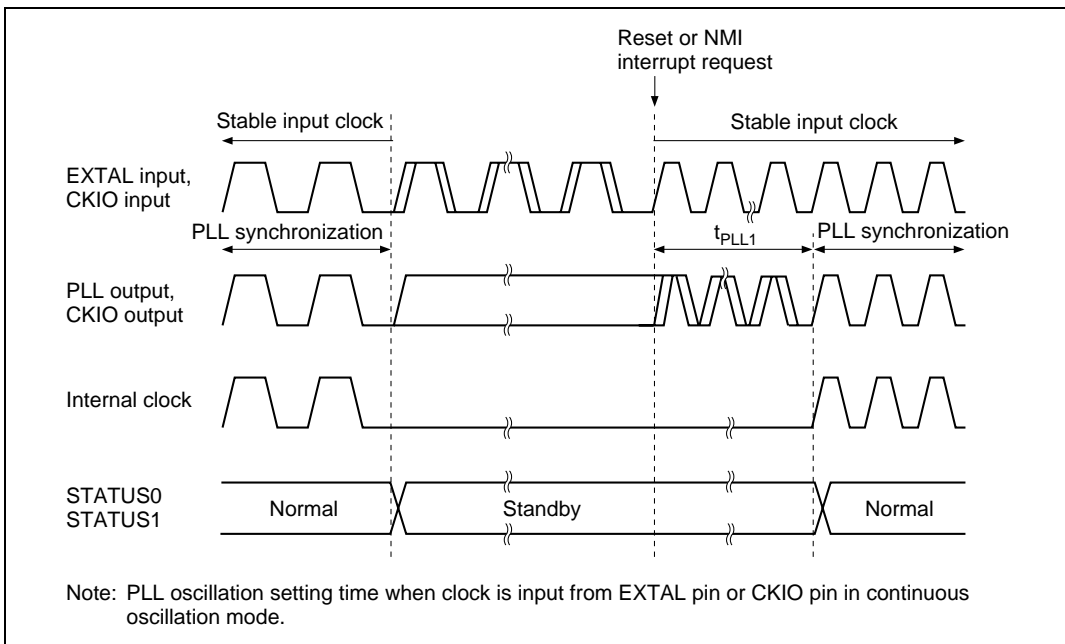 Reset or NMI
interrupt request
Stable input clock
Stable input clock
EXTAL input,
CKIO input
PLL synchronization
tPLL1
PLL synchronization
PLL output,
CKIO output
Internal clock
STATUS0
STATUS1
Normal
Standby
Normal
Note: PLL oscillation setting time when clock is input from EXTAL pin or CKIO pin in continuous
oscillation mode.